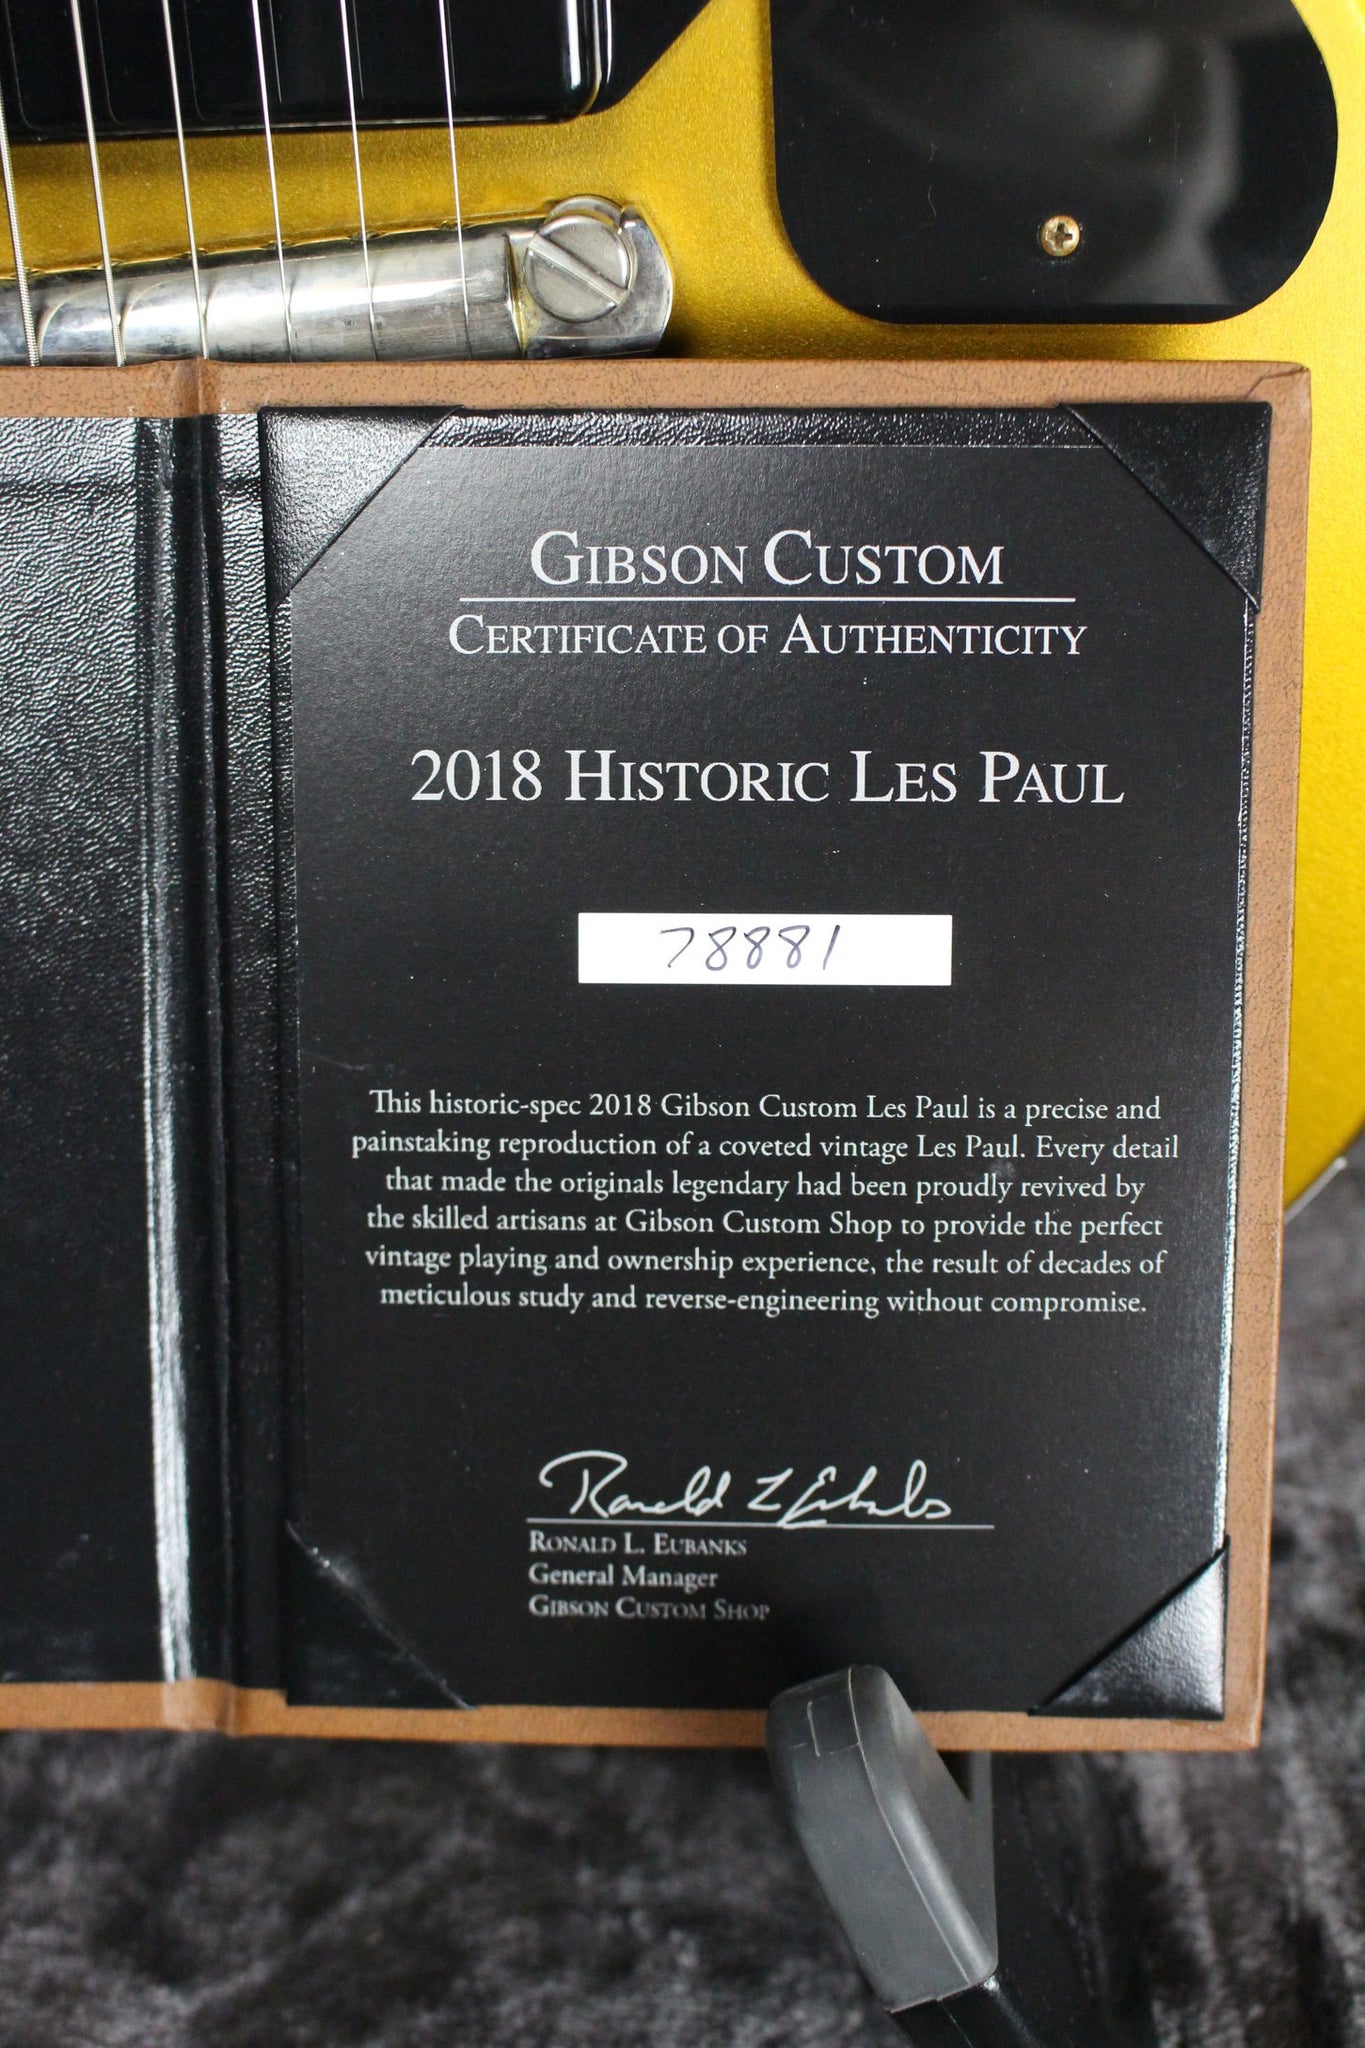 GIBSON CUSTOM
CERTIFICATE OF AUTHENTICITY
2018 HISTORIC LES PAUL
78881
This historic-spec 2018 Gibson Custom Les Paul is a precise and
painstaking reproduction of a coveted vintage Les Paul. Every detail
that made the originals legendary had been proudly revived by
the skilled artisans at Gibson Custom Shop to provide the perfect
vintage playing and ownership experience, the result of decades of
meticulous study and reverse-engineering without compromise.
Ronald L Eubanks
RONALD L. EUBANKS
General Manager
GIBSON CUSTOM SHOP